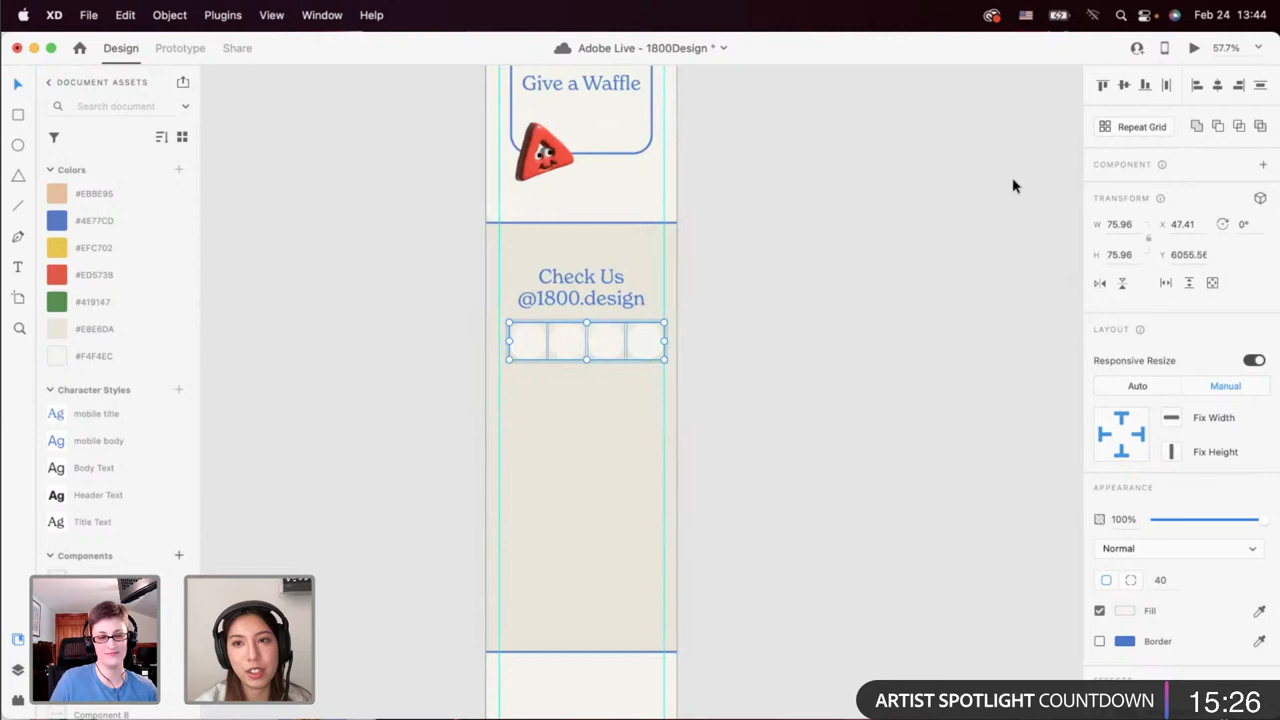 XD File Edit Object Plugins View Window Help Feb 24 13:44
Design Prototype Share Adobe Live - 1800Design * 57.7%
DOCUMENT ASSETS
Search document
Colors
#EBBE95
#4E77CD
#EFC702
#ED5738
#419147
#E8E6DA
#F4F4EC
Character Styles
Ag mobile title
Ag mobile body
Ag Body Text
Ag Header Text
Ag Title Text
Components
Component 8
Give a Waffle
Check Us
@1800.design
Repeat Grid
COMPONENT
TRANSFORM
W 75.96 X 47.41 0°
H 75.96 Y 6055.56
LAYOUT
Responsive Resize
Auto Manual
Fix Width
Fix Height
APPEARANCE
100%
Normal
40
Fill
Border
ARTIST SPOTLIGHT COUNTDOWN 15:26